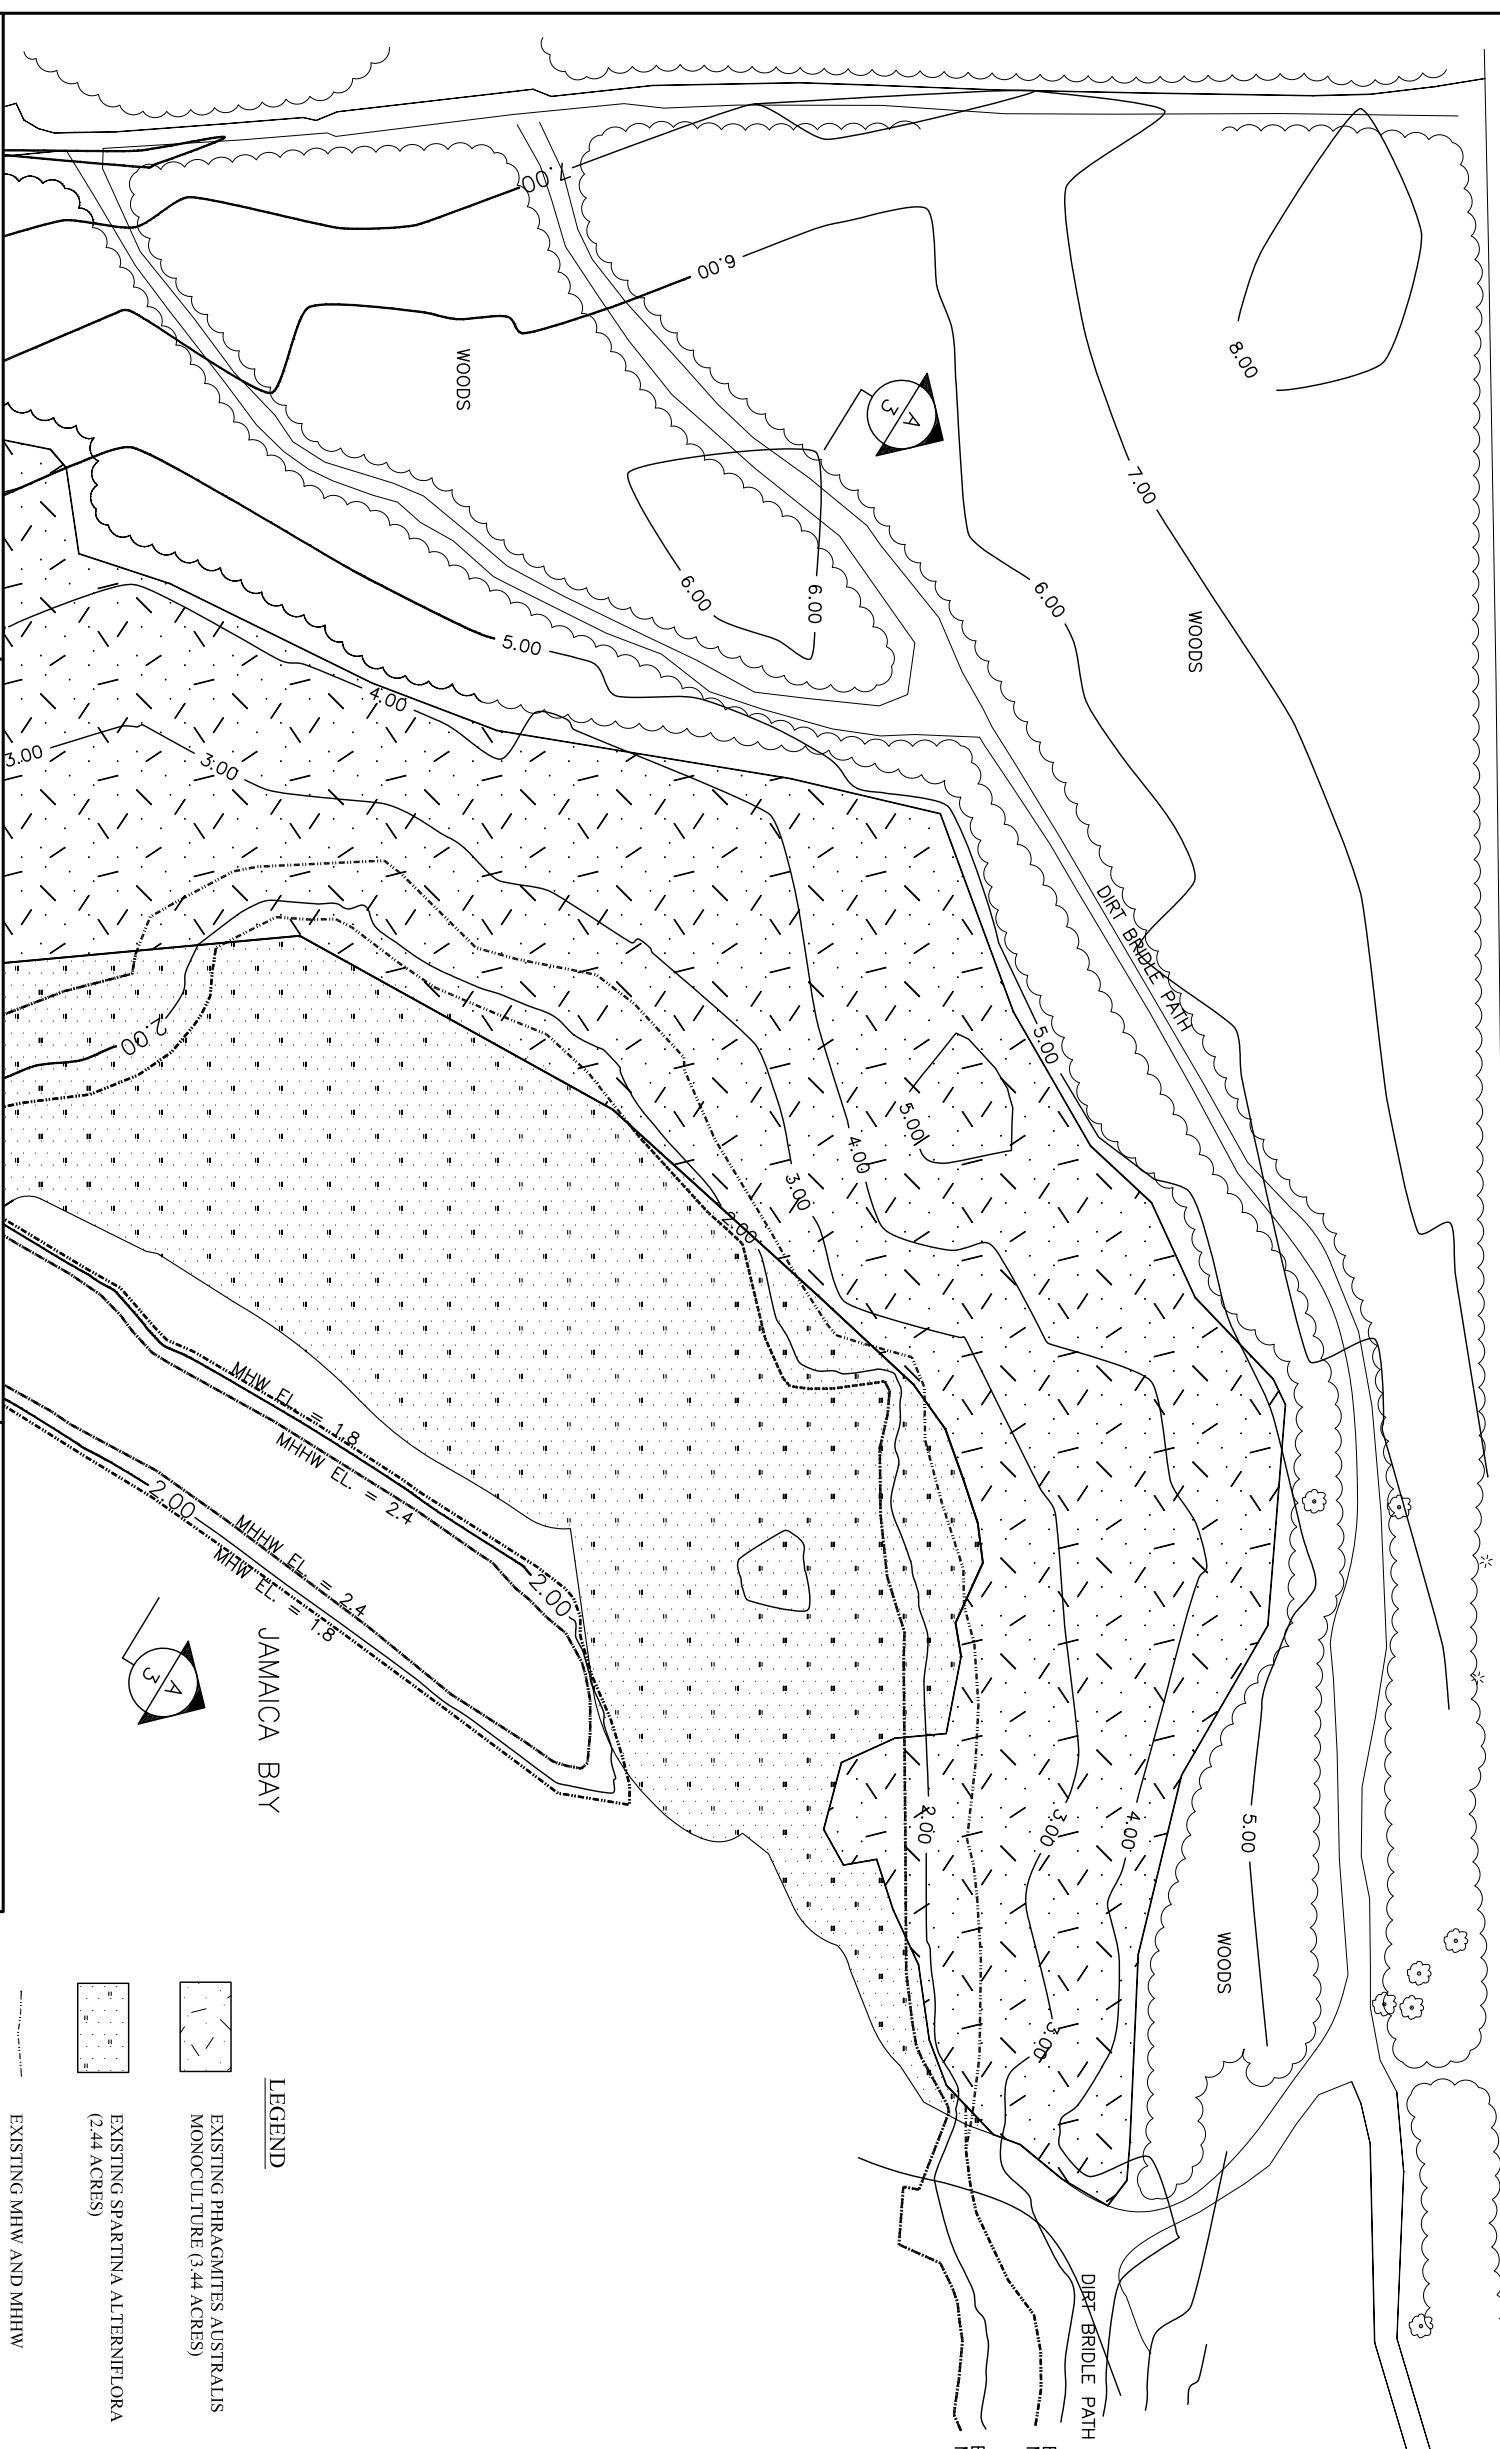 7.00
6.00
WOODS
8.00
A
3
7.00
6.00
6.00
6.00
WOODS
5.00
4.00
3.00
3.00
DIRT BRIDLE PATH
5.00
2.00
5.00
4.00
3.00
2.00
MHW EL. = 1.8
MHHW EL. = 2.4
2.00
MHHW EL. = 2.4
MHW EL. = 1.8
2.00
JAMAICA BAY
A
3
2.00
3.00
4.00
5.00
WOODS
3.00
DIRT BRIDLE PATH
LEGEND
EXISTING PHRAGMITES AUSTRALIS
MONOCULTURE (3.44 ACRES)
EXISTING SPARTINA ALTERNIFLORA
(2.44 ACRES)
EXISTING MHW AND MHHW